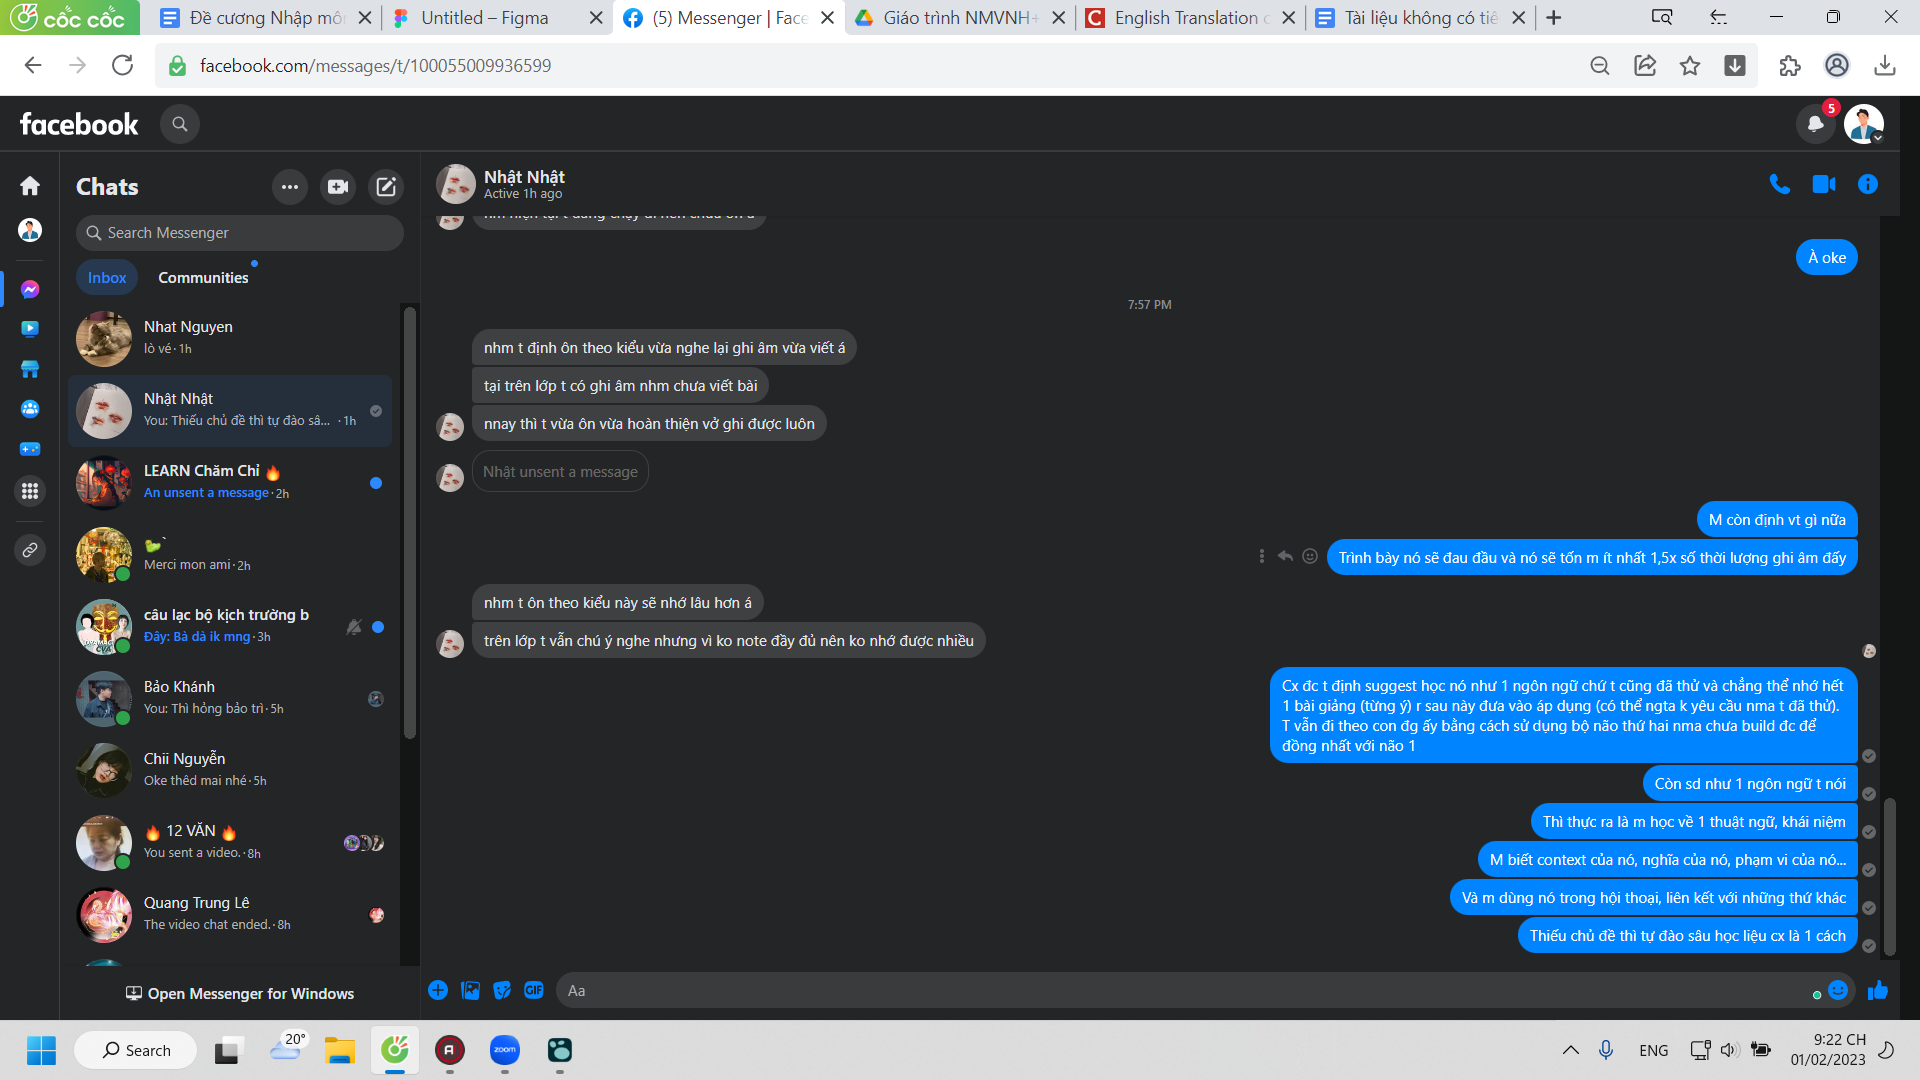 cốc cốc
Đề cương Nhập môn
Untitled – Figma
(5) Messenger | Face
Giáo trình NMVNH+
English Translation o
Tài liệu không có tiê
facebook.com/messages/t/100055009936599
facebook
5
Chats
Search Messenger
Inbox
Communities
Nhat Nguyen
lò vé · 1h
Nhật Nhật
You: Thiếu chủ đề thì tự đào sâ... · 1h
LEARN Chăm Chỉ 🔥
An unsent a message · 2h
Merci mon ami · 2h
câu lạc bộ kịch trường b
Đây: Bà dà ik mng · 3h
Bảo Khánh
You: Thì hỏng bảo trì · 5h
Chii Nguyễn
Oke thêd mai nhé · 5h
🔥 12 VĂN 🔥
You sent a video. · 8h
Quang Trung Lê
The video chat ended. · 8h
Open Messenger for Windows
Nhật Nhật
Active 1h ago
À oke
7:57 PM
nhm t định ôn theo kiểu vừa nghe lại ghi âm vừa viết á
tại trên lớp t có ghi âm nhm chưa viết bài
nnay thì t vừa ôn vừa hoàn thiện vở ghi được luôn
Nhật unsent a message
M còn định vt gì nữa
Trình bày nó sẽ đau đầu và nó sẽ tốn m ít nhất 1,5x số thời lượng ghi âm đấy
nhm t ôn theo kiểu này sẽ nhớ lâu hơn á
trên lớp t vẫn chú ý nghe nhưng vì ko note đầy đủ nên ko nhớ được nhiều
Cx đc t định suggest học nó như 1 ngôn ngữ chứ t cũng đã thử và chẳng thể nhớ hết
1 bài giảng (từng ý) r sau này đưa vào áp dụng (có thể ngta k yêu cầu nma t đã thử).
T vẫn đi theo con đg ấy bằng cách sử dụng bộ não thứ hai nma chưa build đc để
đồng nhất với não 1
Còn sd như 1 ngôn ngữ t nói
Thì thực ra là m học về 1 thuật ngữ, khái niệm
M biết context của nó, nghĩa của nó, phạm vi của nó...
Và m dùng nó trong hội thoại, liên kết với những thứ khác
Thiếu chủ đề thì tự đào sâu học liệu cx là 1 cách
GIF
Aa
Search
20°
A
zoom
ENG
9:22 CH
01/02/2023